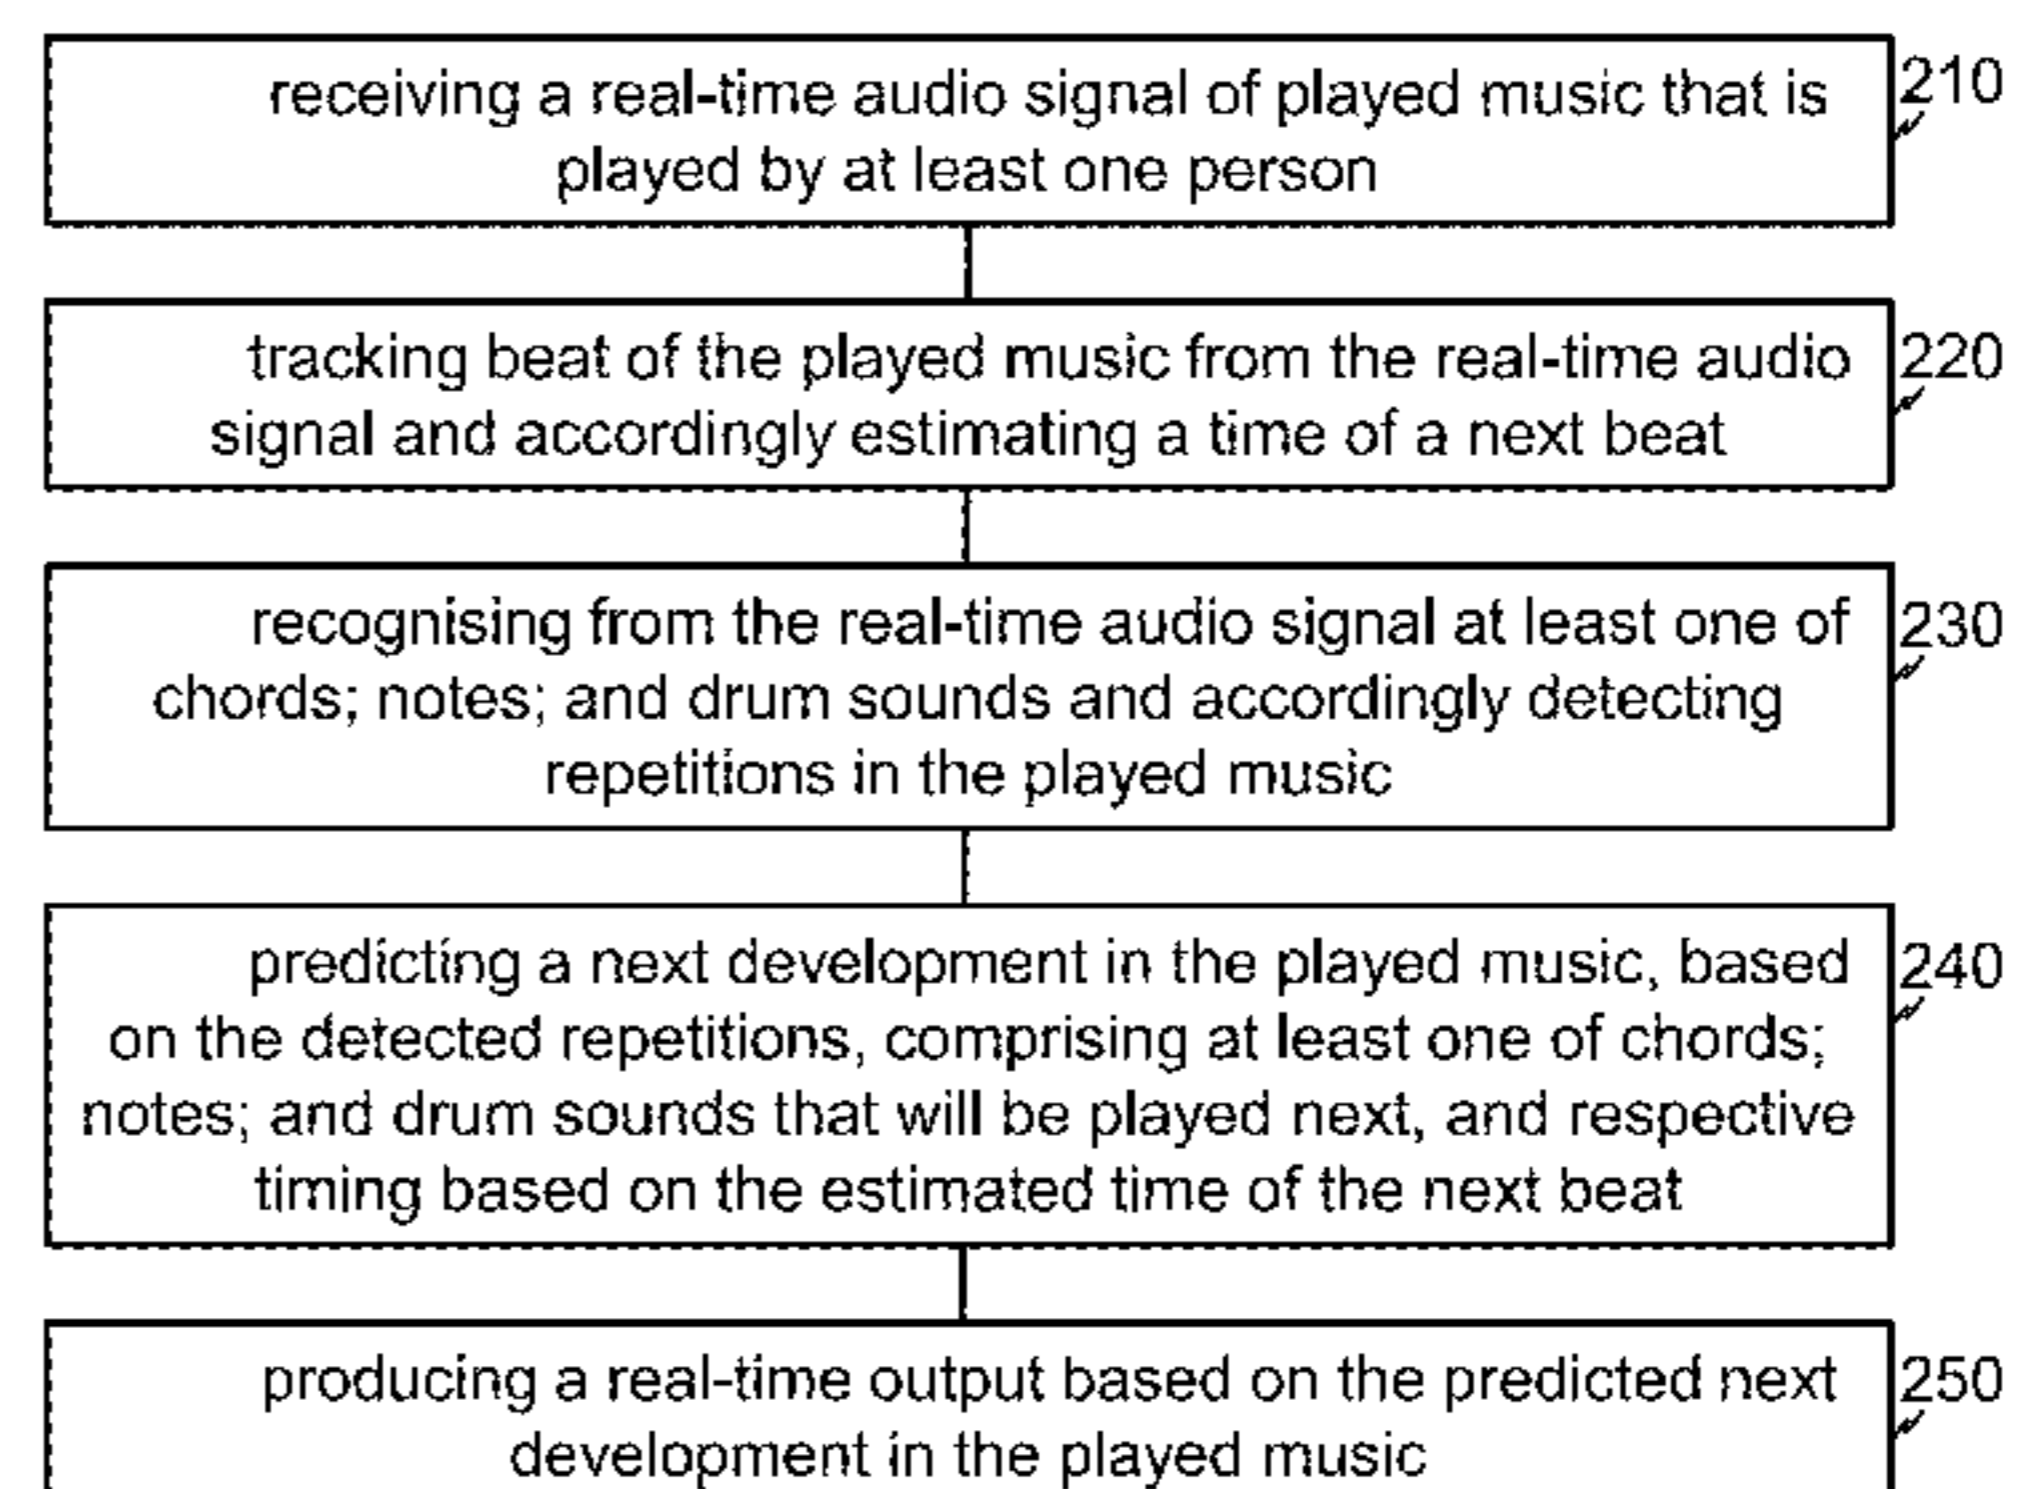 receiving a real-time audio signal of played music that is
played by at least one person
210
tracking beat of the played music from the real-time audio
signal and accordingly estimating a time of a next beat
220
recognising from the real-time audio signal at least one of
chords; notes; and drum sounds and accordingly detecting
repetitions in the played music
230
predicting a next development in the played music, based
on the detected repetitions, comprising at least one of chords;
notes; and drum sounds that will be played next, and respective
timing based on the estimated time of the next beat
240
producing a real-time output based on the predicted next
development in the played music
250